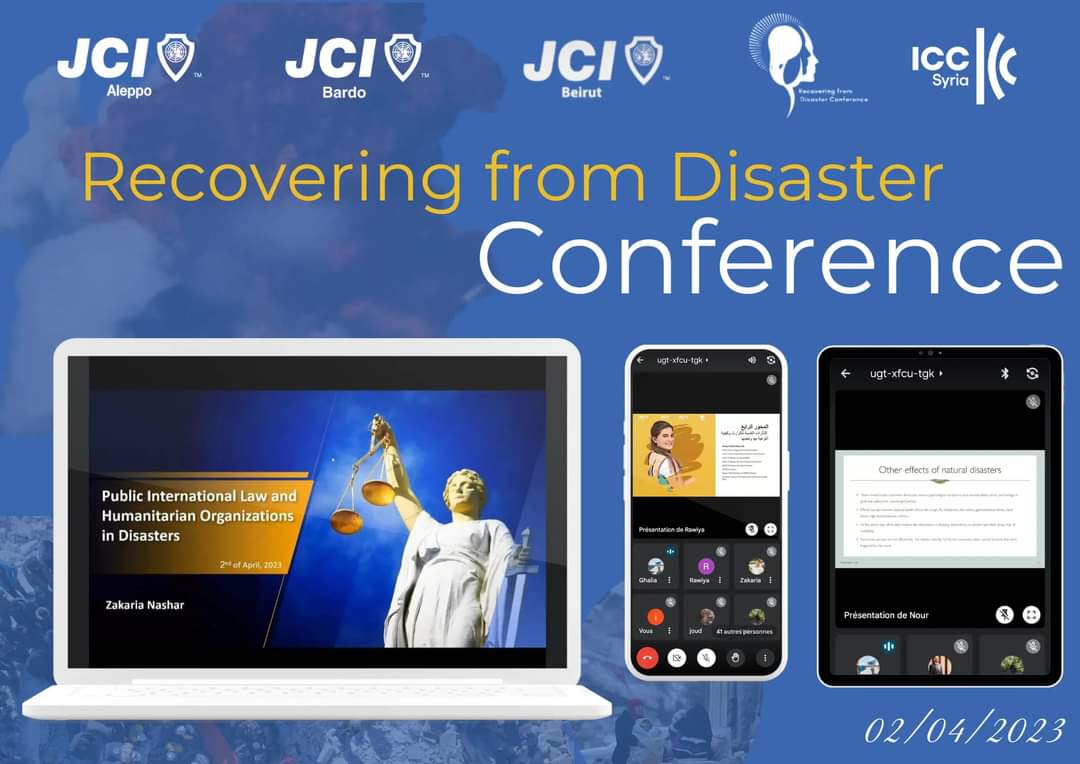 JCI
TM
Aleppo
JCI
TM
Bardo
JCI
TM
Beirut
Recovering from
Disaster Conference
ICC
Syria
Recovering from Disaster
Conference
Public International Law and
Humanitarian Organizations
in Disasters
2nd of April, 2023
Zakaria Nashar
ugt-xfcu-tgk
المحور الرابع
Présentation de Rawiya
Ghalia
Rawiya
Zakaria
R
i
Vous
joud
41 autres personnes
ugt-xfcu-tgk
Other effects of natural disasters
Présentation de Nour
02/04/2023